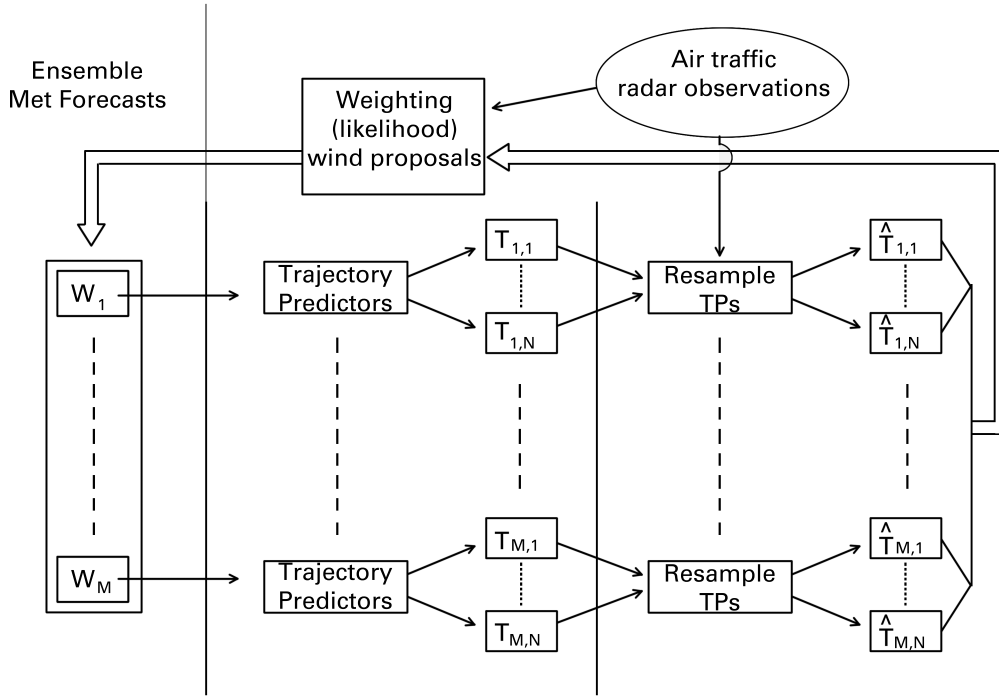 Ensemble
Met Forecasts
Weighting
(likelihood)
wind proposals
Air traffic
radar observations
W1
Trajectory
Predictors
T1,1
T1,N
Resample
TPs
T̂1,1
T̂1,N
WM
Trajectory
Predictors
TM,1
TM,N
Resample
TPs
T̂M,1
T̂M,N